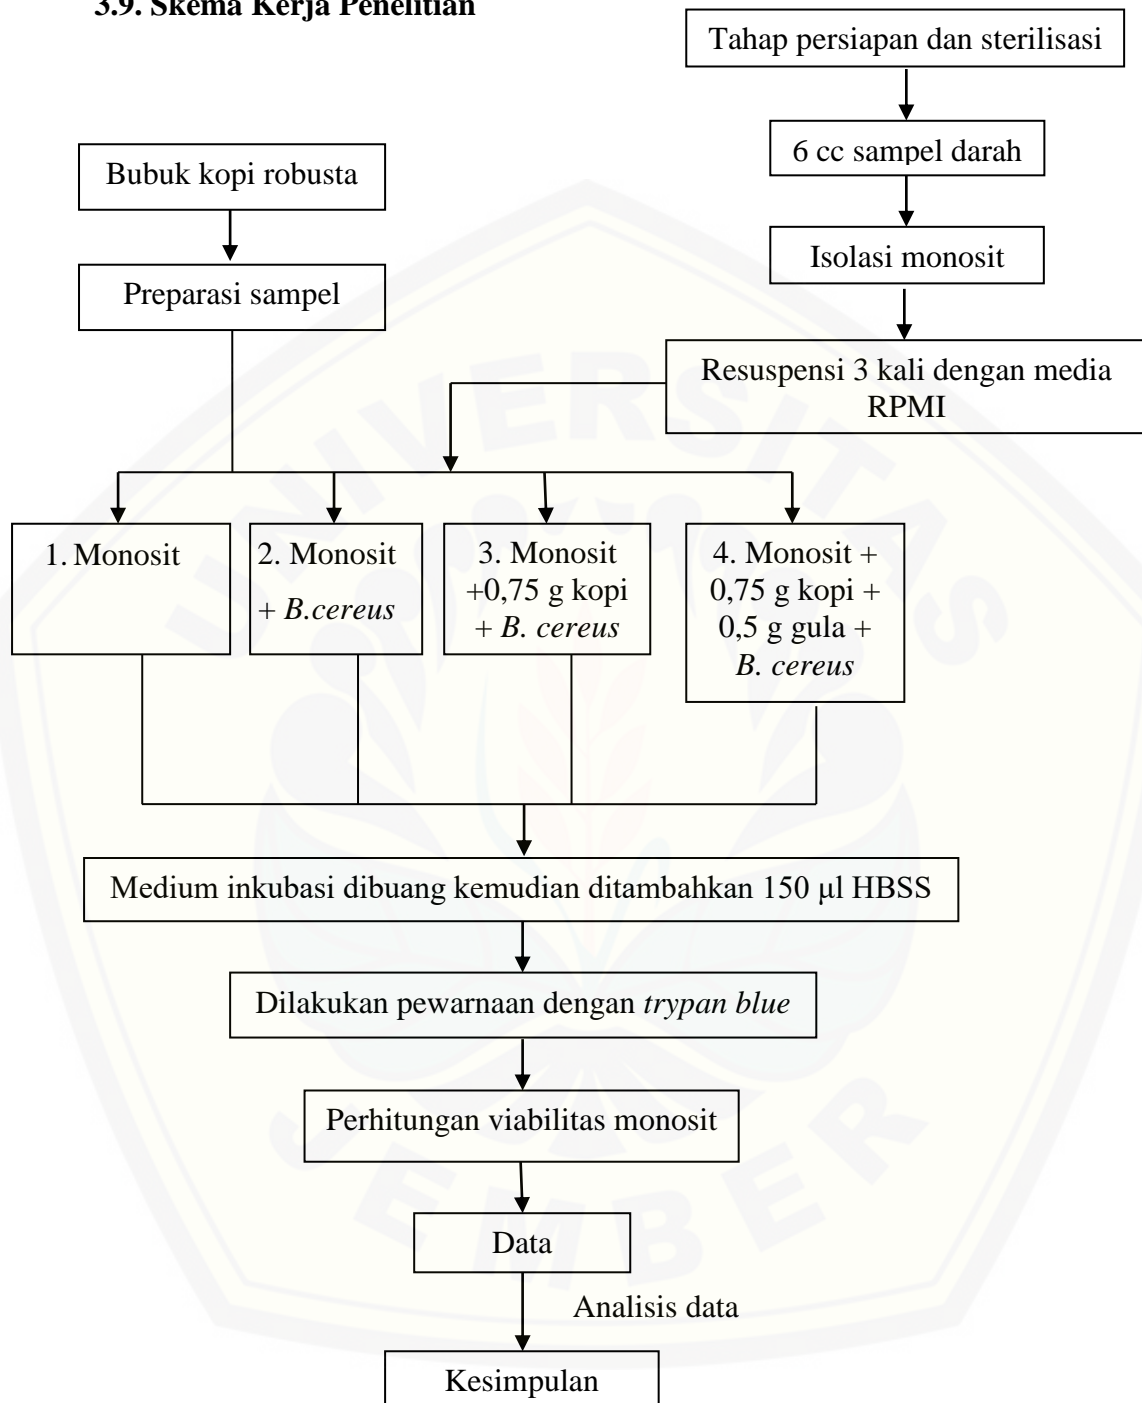 3.9. Skema Kerja Penelitian
Tahap persiapan dan sterilisasi
6 cc sampel darah
Bubuk kopi robusta
Isolasi monosit
Preparasi sampel
Resuspensi 3 kali dengan media
RPMI
1. Monosit
2. Monosit
+ B.cereus
3. Monosit
+0,75 g kopi
+ B. cereus
4. Monosit +
0,75 g kopi +
0,5 g gula +
B. cereus
Medium inkubasi dibuang kemudian ditambahkan 150 μl HBSS
Dilakukan pewarnaan dengan trypan blue
Perhitungan viabilitas monosit
Data
Analisis data
Kesimpulan
UNIVERSITAS
JEMBER